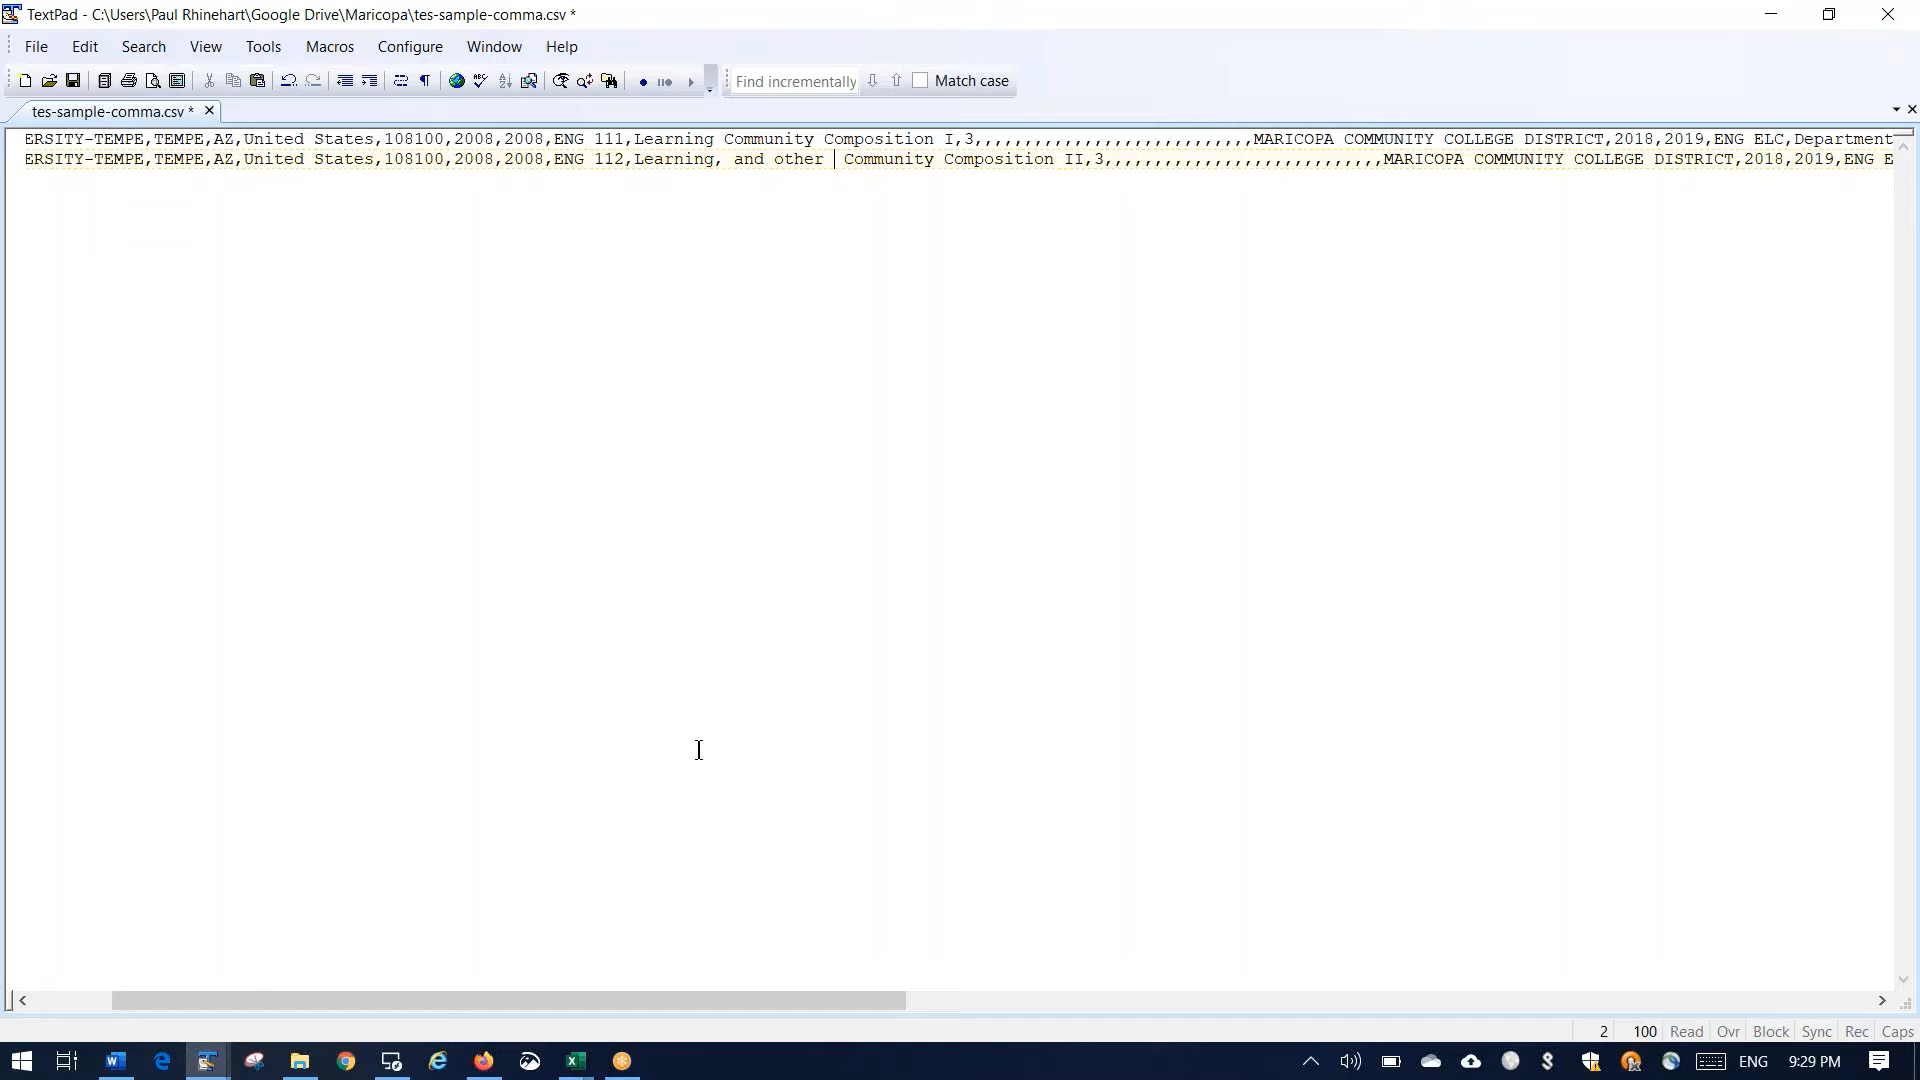 TextPad - C:\Users\Paul Rhinehart\Google Drive\Maricopa\tes-sample-comma.csv *
File Edit Search View Tools Macros Configure Window Help
Find incrementally Match case
tes-sample-comma.csv *
ERSITY-TEMPE,TEMPE,AZ,United States,108100,2008,2008,ENG 111,Learning Community Composition I,3,,,,,,,,,,,,,,,,,,,,,,,,,,,,MARICOPA COMMUNITY COLLEGE DISTRICT,2018,2019,ENG ELC,Department
ERSITY-TEMPE,TEMPE,AZ,United States,108100,2008,2008,ENG 112,Learning, and other  Community Composition II,3,,,,,,,,,,,,,,,,,,,,,,,,,,,,MARICOPA COMMUNITY COLLEGE DISTRICT,2018,2019,ENG E
2 100 Read Ovr Block Sync Rec Caps
ENG 9:29 PM